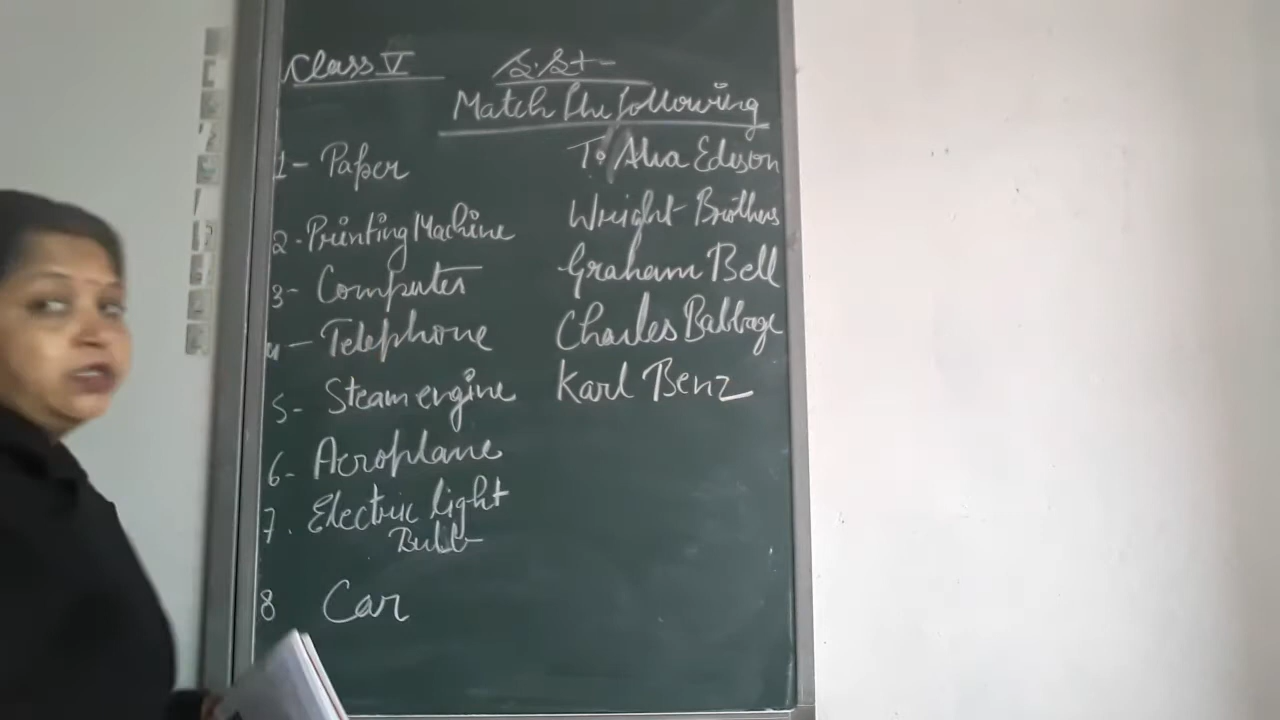 Class V S.St-
Match the following
1- Paper T. Alva Edison
2. Printing Machine Wright Brothers
3- Computer Graham Bell
4- Telephone Charles Babbage
5- Steam engine Karl Benz
6- Aeroplane
7. Electric light
Bulb
8 Car